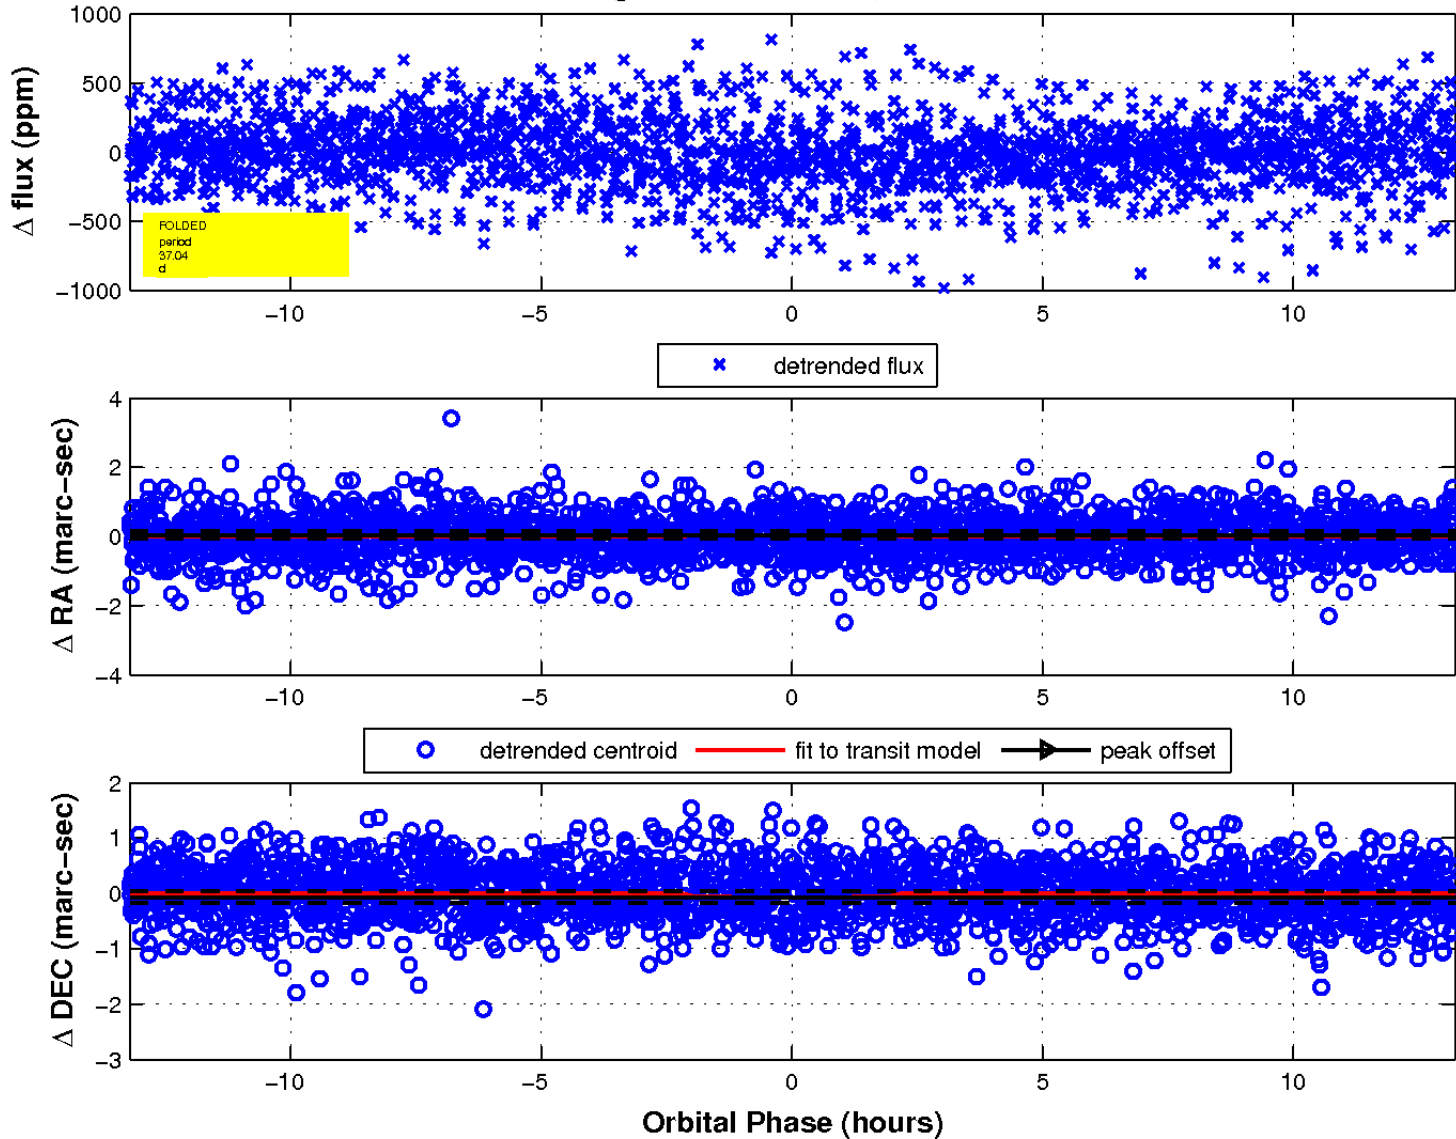 1000
500
0
−500
−1000
Δ flux (ppm)
FOLDED
period
37.04
d
−10 −5 0 5 10
detrended flux
4
2
0
−2
−4
Δ RA (marc−sec)
−10 −5 0 5 10
detrended centroid fit to transit model peak offset
2
1
0
−1
−2
−3
Δ DEC (marc−sec)
−10 −5 0 5 10
Orbital Phase (hours)